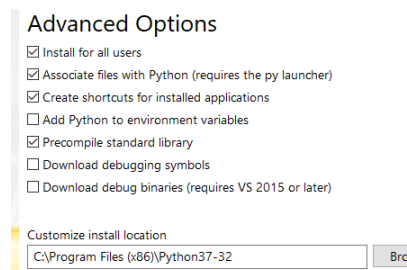 Advanced Options
Install for all users
Associate files with Python (requires the py launcher)
Create shortcuts for installed applications
Add Python to environment variables
Precompile standard library
Download debugging symbols
Download debug binaries (requires VS 2015 or later)
Customize install location
C:\Program Files (x86)\Python37-32
Bro